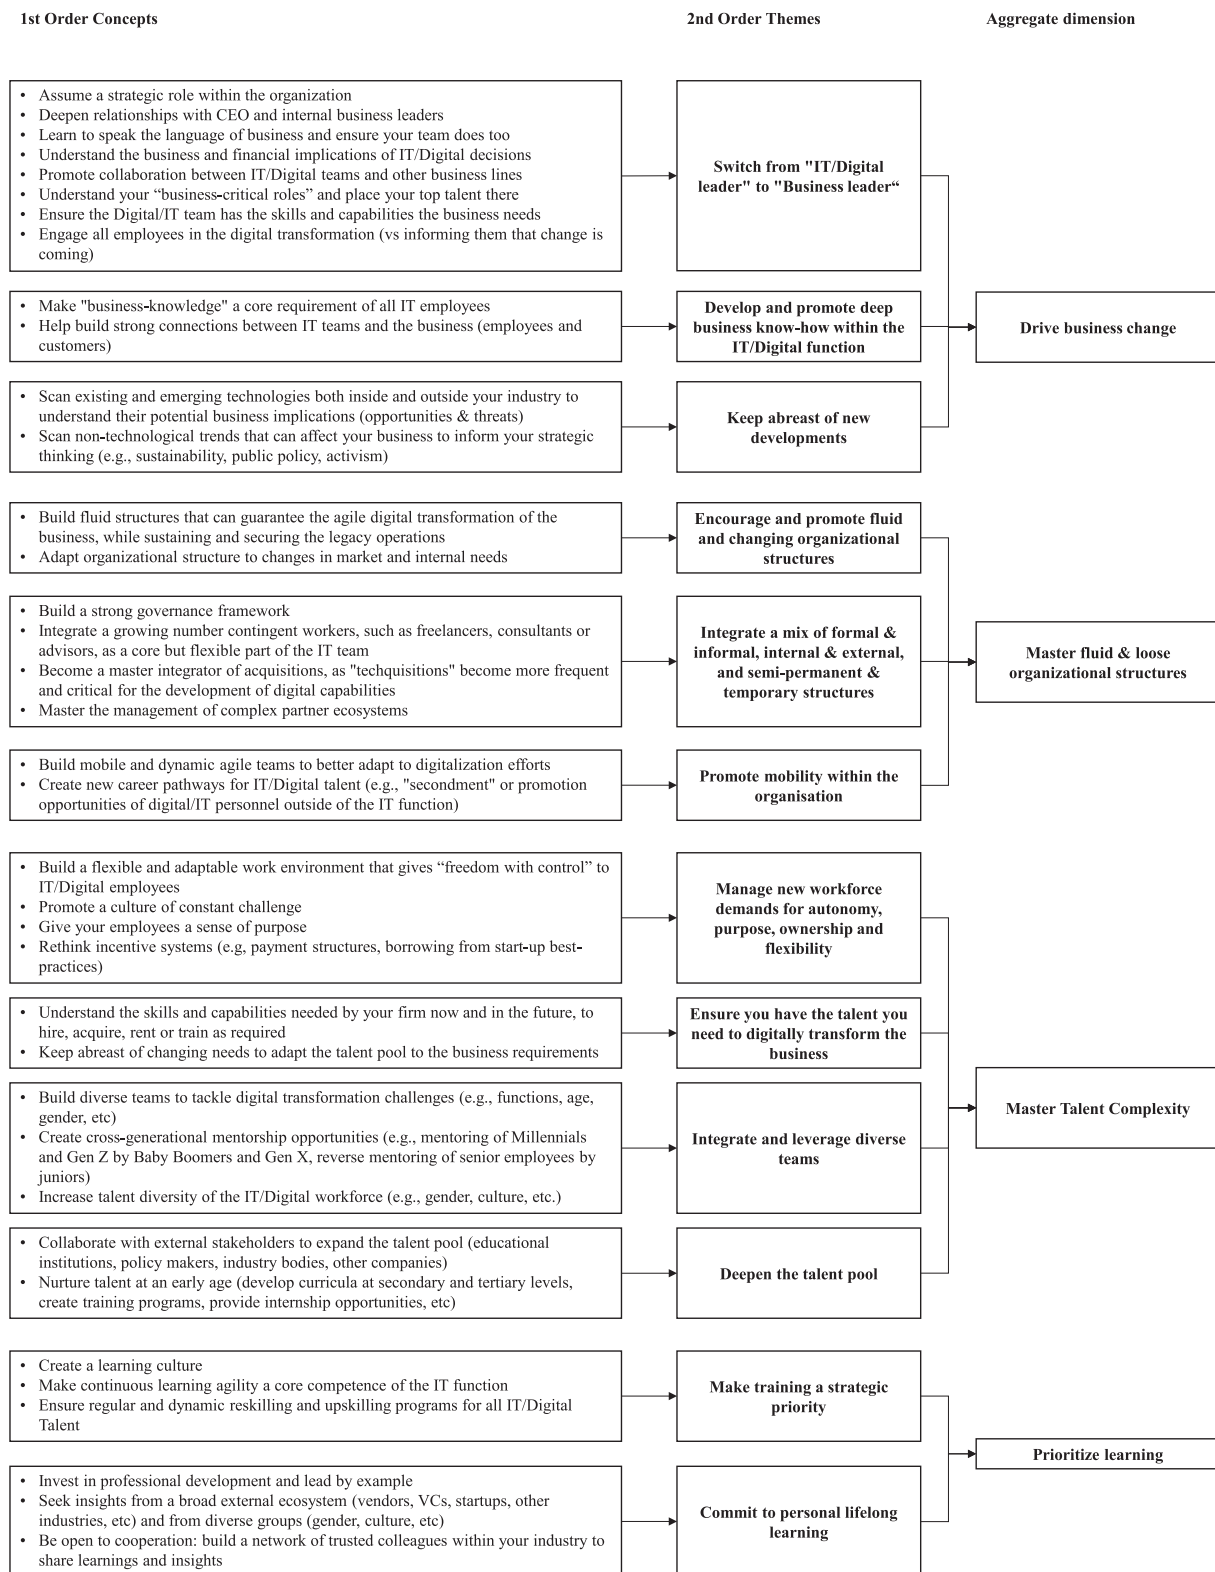 1st Order Concepts
2nd Order Themes
Aggregate dimension
• Assume a strategic role within the organization
• Deepen relationships with CEO and internal business leaders
• Learn to speak the language of business and ensure your team does too
• Understand the business and financial implications of IT/Digital decisions
• Promote collaboration between IT/Digital teams and other business lines
• Understand your “business-critical roles” and place your top talent there
• Ensure the Digital/IT team has the skills and capabilities the business needs
• Engage all employees in the digital transformation (vs informing them that change is
coming)
Switch from "IT/Digital
leader" to "Business leader“
• Make "business-knowledge" a core requirement of all IT employees
• Help build strong connections between IT teams and the business (employees and
customers)
Develop and promote deep
business know-how within the
IT/Digital function
Drive business change
• Scan existing and emerging technologies both inside and outside your industry to
understand their potential business implications (opportunities & threats)
• Scan non-technological trends that can affect your business to inform your strategic
thinking (e.g., sustainability, public policy, activism)
Keep abreast of new
developments
• Build fluid structures that can guarantee the agile digital transformation of the
business, while sustaining and securing the legacy operations
• Adapt organizational structure to changes in market and internal needs
Encourage and promote fluid
and changing organizational
structures
• Build a strong governance framework
• Integrate a growing number contingent workers, such as freelancers, consultants or
advisors, as a core but flexible part of the IT team
• Become a master integrator of acquisitions, as "techquisitions" become more frequent
and critical for the development of digital capabilities
• Master the management of complex partner ecosystems
Integrate a mix of formal &
informal, internal & external,
and semi-permanent &
temporary structures
Master fluid & loose
organizational structures
• Build mobile and dynamic agile teams to better adapt to digitalization efforts
• Create new career pathways for IT/Digital talent (e.g., "secondment" or promotion
opportunities of digital/IT personnel outside of the IT function)
Promote mobility within the
organisation
• Build a flexible and adaptable work environment that gives “freedom with control” to
IT/Digital employees
• Promote a culture of constant challenge
• Give your employees a sense of purpose
• Rethink incentive systems (e.g, payment structures, borrowing from start-up best-
practices)
Manage new workforce
demands for autonomy,
purpose, ownership and
flexibility
• Understand the skills and capabilities needed by your firm now and in the future, to
hire, acquire, rent or train as required
• Keep abreast of changing needs to adapt the talent pool to the business requirements
Ensure you have the talent you
need to digitally transform the
business
• Build diverse teams to tackle digital transformation challenges (e.g., functions, age,
gender, etc)
• Create cross-generational mentorship opportunities (e.g., mentoring of Millennials
and Gen Z by Baby Boomers and Gen X, reverse mentoring of senior employees by
juniors)
• Increase talent diversity of the IT/Digital workforce (e.g., gender, culture, etc.)
Integrate and leverage diverse
teams
Master Talent Complexity
• Collaborate with external stakeholders to expand the talent pool (educational
institutions, policy makers, industry bodies, other companies)
• Nurture talent at an early age (develop curricula at secondary and tertiary levels,
create training programs, provide internship opportunities, etc)
Deepen the talent pool
• Create a learning culture
• Make continuous learning agility a core competence of the IT function
• Ensure regular and dynamic reskilling and upskilling programs for all IT/Digital
Talent
Make training a strategic
priority
Prioritize learning
• Invest in professional development and lead by example
• Seek insights from a broad external ecosystem (vendors, VCs, startups, other
industries, etc) and from diverse groups (gender, culture, etc)
• Be open to cooperation: build a network of trusted colleagues within your industry to
share learnings and insights
Commit to personal lifelong
learning